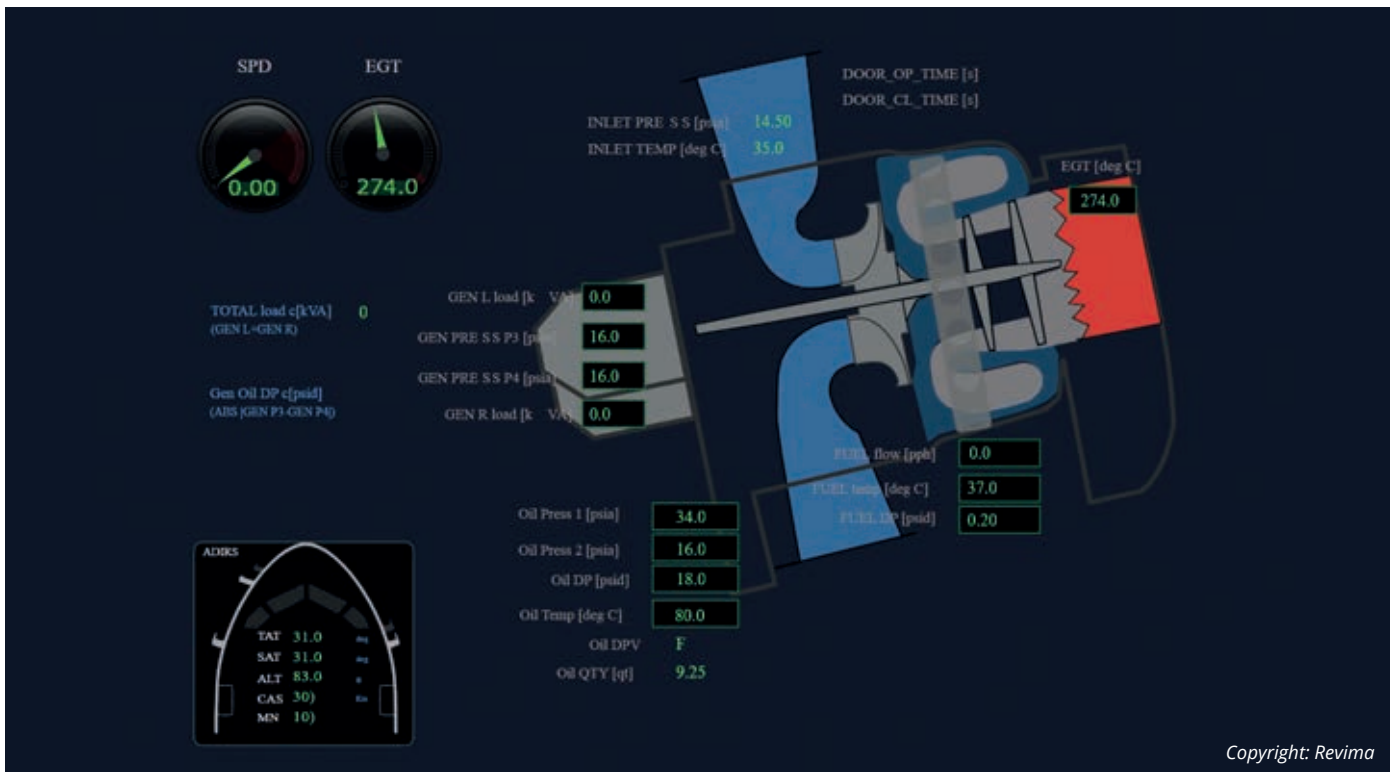 SPD
EGT
0.00
274.0
DOOR_OP_TIME [s]
DOOR_CL_TIME [s]
INLET PRE S S [psia] 14.50
INLET TEMP [deg C] 35.0
EGT [deg C]
274.0
TOTAL load c[kVA] 0
(GEN L+GEN R)
Gen Oil DP c[psid]
(ABS |GEN P3-GEN P4|)
GEN L load [k VA] 0.0
GEN PRE S S P3 [psia] 16.0
GEN PRE S S P4 [psia] 16.0
GEN R load [k VA] 0.0
FUEL flow [pph] 0.0
FUEL temp [deg C] 37.0
FUEL DP [psid] 0.20
Oil Press 1 [psia] 34.0
Oil Press 2 [psia] 16.0
Oil DP [psid] 18.0
Oil Temp [deg C] 80.0
Oil DPV F
Oil QTY [qt] 9.25
ADIRS
TAT 31.0 deg
SAT 31.0 deg
ALT 83.0
CAS 30)
MN 10)
Copyright: Revima